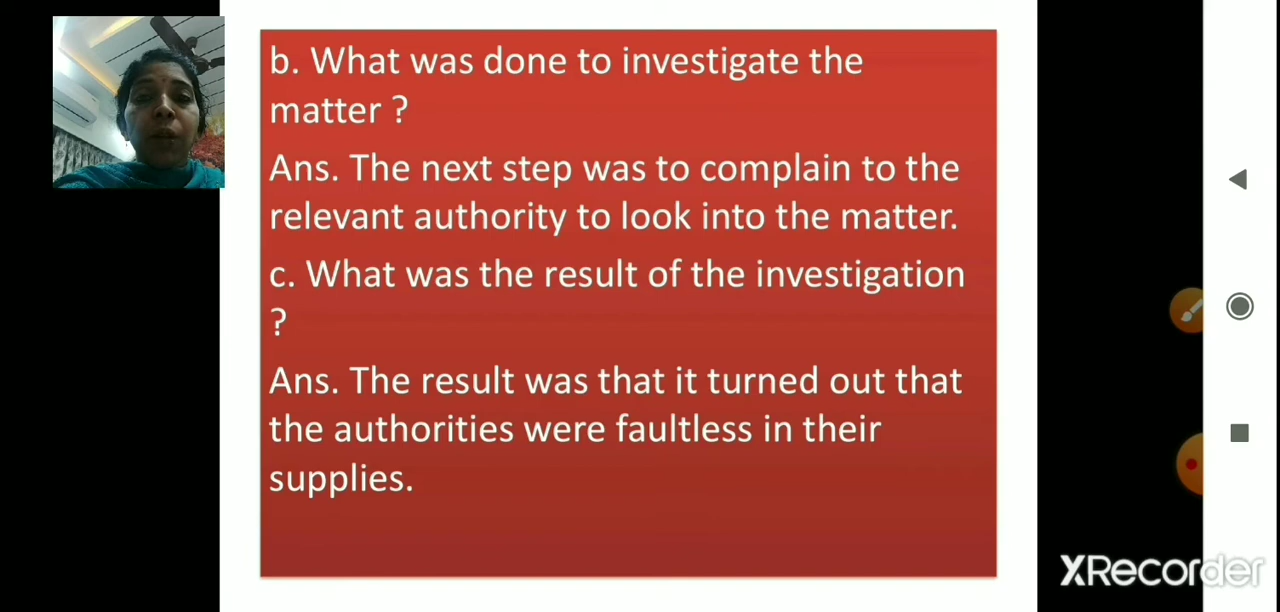 b. What was done to investigate the
matter ?
Ans. The next step was to complain to the
relevant authority to look into the matter.
c. What was the result of the investigation
?
Ans. The result was that it turned out that
the authorities were faultless in their
supplies.
XRecorder